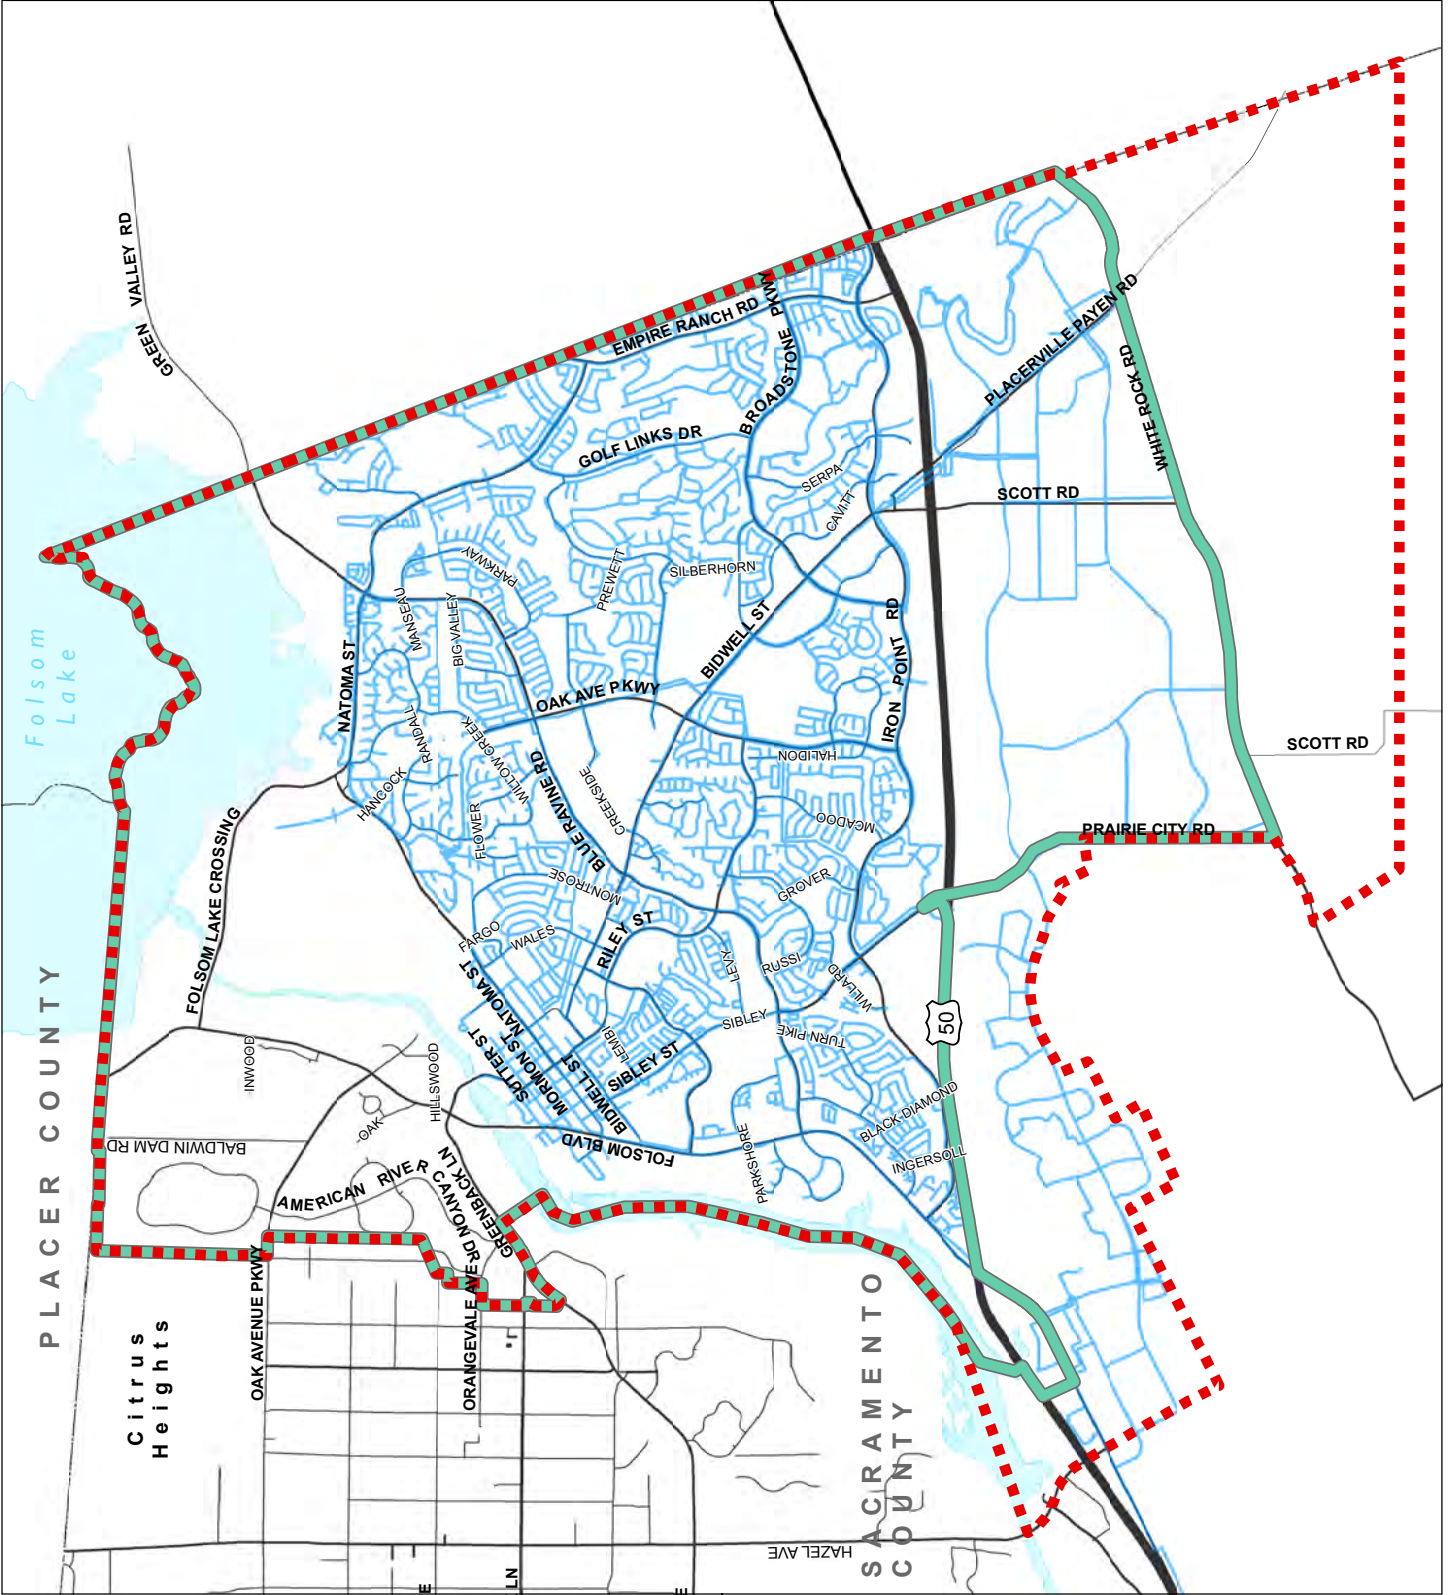 GREEN VALLEY RD
EMPIRE RANCH RD
BROADSTONE PKWY
PLACERVILLE PAYEN RD
WHITE ROCK RD
GOLF LINKS DR
SERPA
CAVITT
SCOTT RD
PARKWAY
PREWETT
SILBERHORN
MANSEAU
BIG VALLEY
Folsom
Lake
NATOMA ST
BIDWELL ST
IRON POINT RD
OAK AVE PKWY
RANDALL
WILLOW CREEK
HANCOCK
FLOWER
BLUE RAVINE RD
CREEKSIDE
HALIDON
MCADOO
SCOTT RD
PRAIRIE CITY RD
FOLSOM LAKE CROSSING
MONTROSE
GROVER
FARGO
WALES
RILEY ST
LEVY
RUSSI
WILLARD
NATOMA ST
SUTTER ST
MORMON ST
BIDWELL ST
LEMBI
SIBLEY ST
SIBLEY
TURN PIKE
50
PLACER COUNTY
INWOOD
HILLSWOOD
OAK
BALDWIN DAM RD
FOLSOM BLVD
PARKSHORE
BLACK DIAMOND
INGERSOLL
AMERICAN RIVER CANYON
GREENBACK LN
OAK AVENUE PKWY
ORANGEVALE AVE RD
Citrus
Heights
SACRAMENTO
COUNTY
HAZEL AVE
E
LN
E